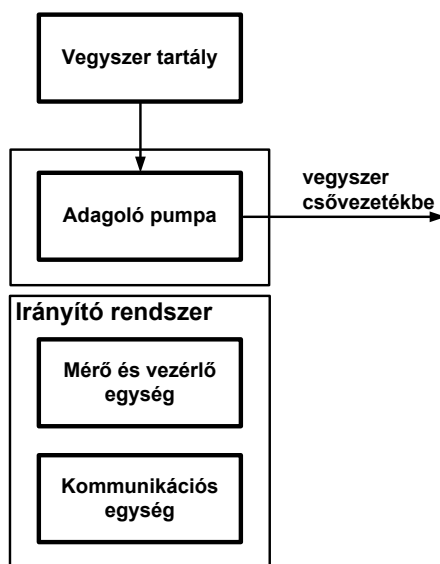 Vegyszer tartály
Adagoló pumpa
vegyszer
csővezetékbe
Irányító rendszer
Mérő és vezérlő
egység
Kommunikációs
egység